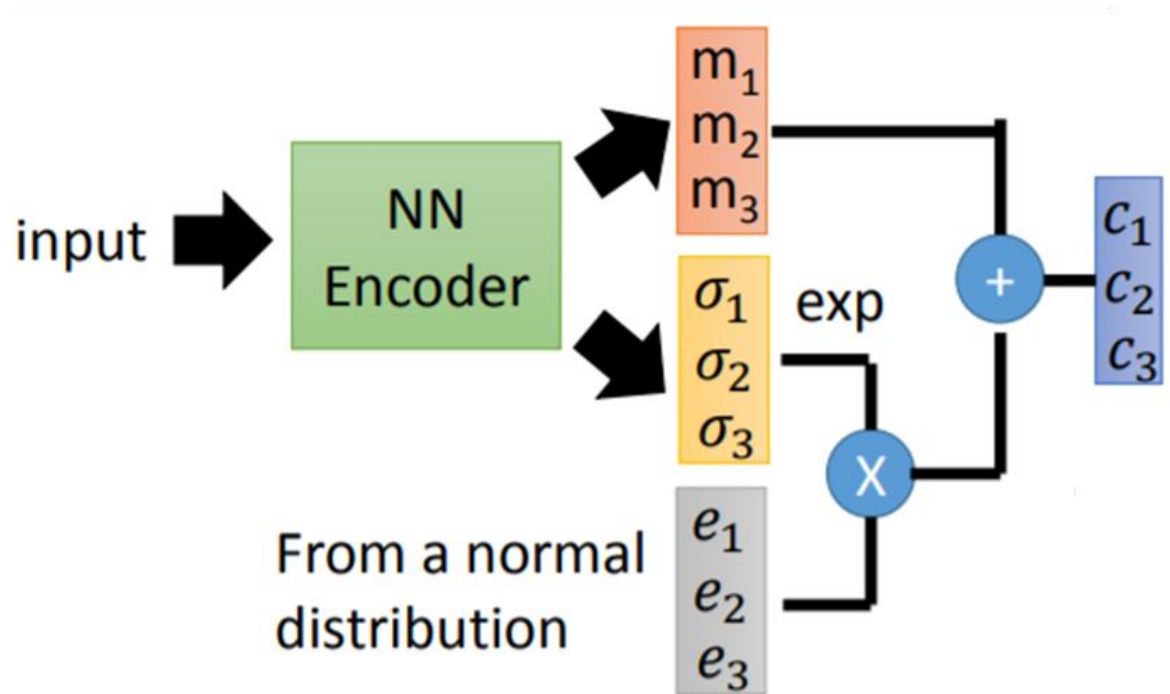 input
NN
Encoder
m₁
m₂
m₃
σ₁
σ₂
σ₃
exp
From a normal
distribution
e₁
e₂
e₃
X
+
c₁
c₂
c₃